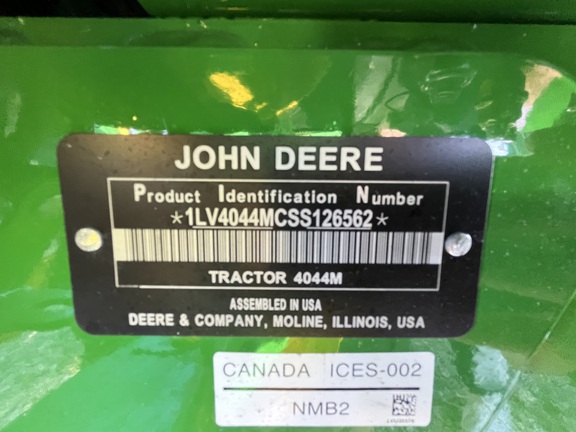 JOHN DEERE
Product Identification Number
*1LV4044MCSS126562*
TRACTOR 4044M
ASSEMBLED IN USA
DEERE & COMPANY, MOLINE, ILLINOIS, USA
CANADA ICES-002
NMB2